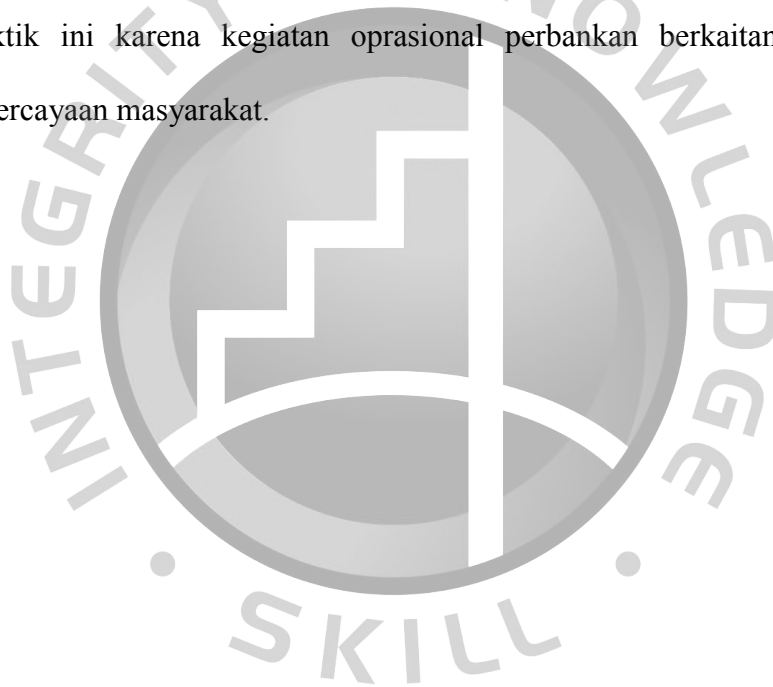 ktik ini karena kegiatan oprasional perbankan berkaitan
ercayaan masyarakat.
INTEGRITY
KNOWLEDGE
• SKILL •